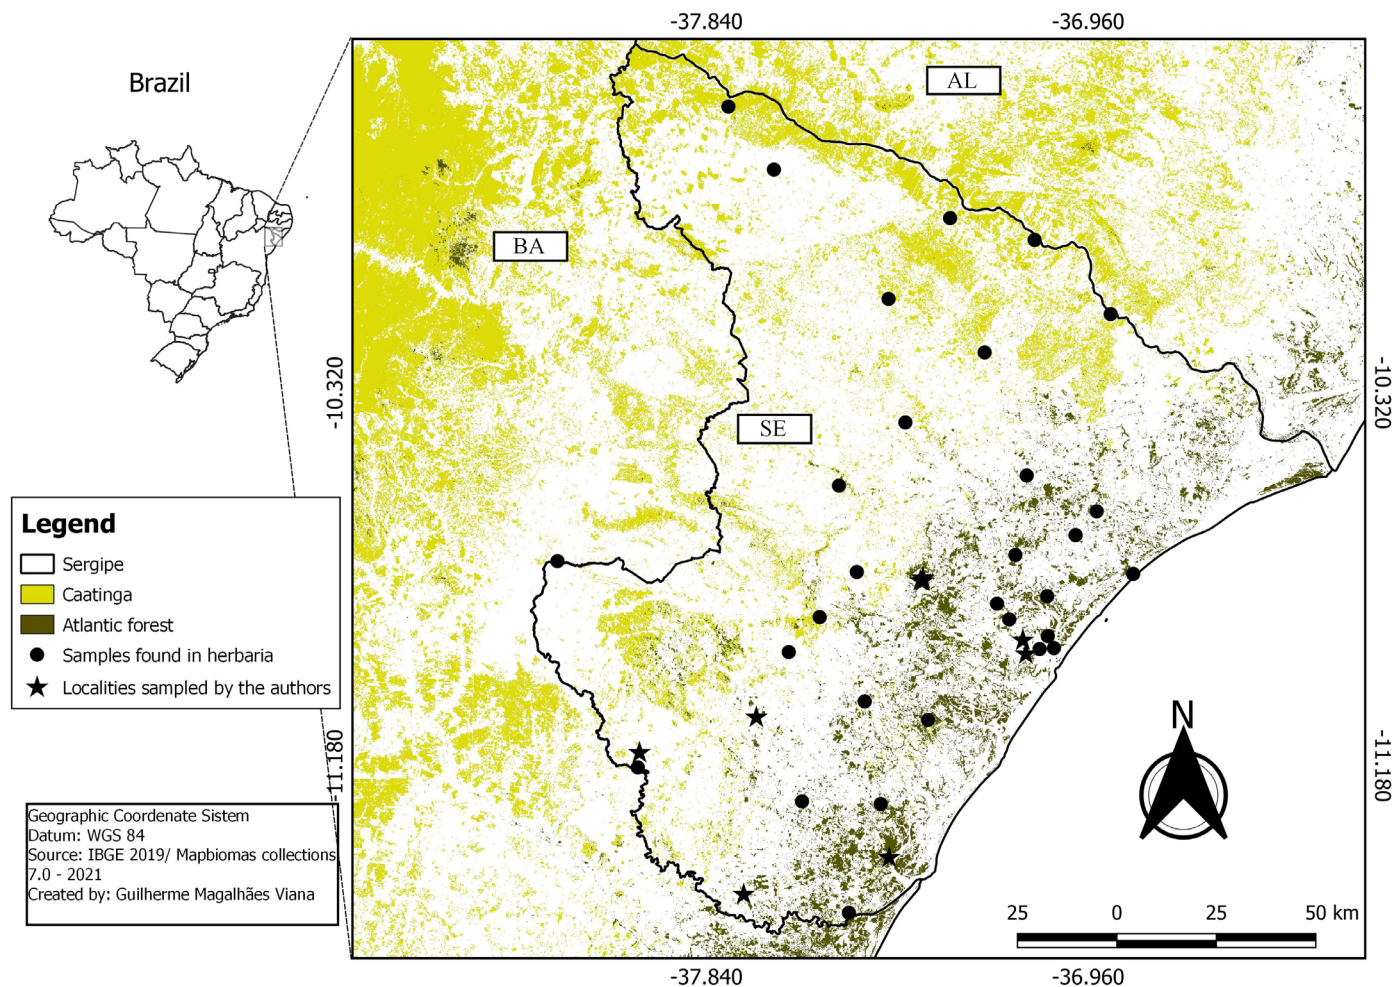 -37.840
-36.960
Brazil
AL
BA
-10.320
-10.320
SE
Legend
Sergipe
Caatinga
Atlantic forest
Samples found in herbaria
Localities sampled by the authors
N
-11.180
-11.180
Geographic Coordenate Sistem
Datum: WGS 84
Source: IBGE 2019/ Mapbiomas collections
7.0 - 2021
Created by: Guilherme Magalhães Viana
25 0 25 50 km
-37.840
-36.960